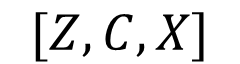 [Z, C, X]